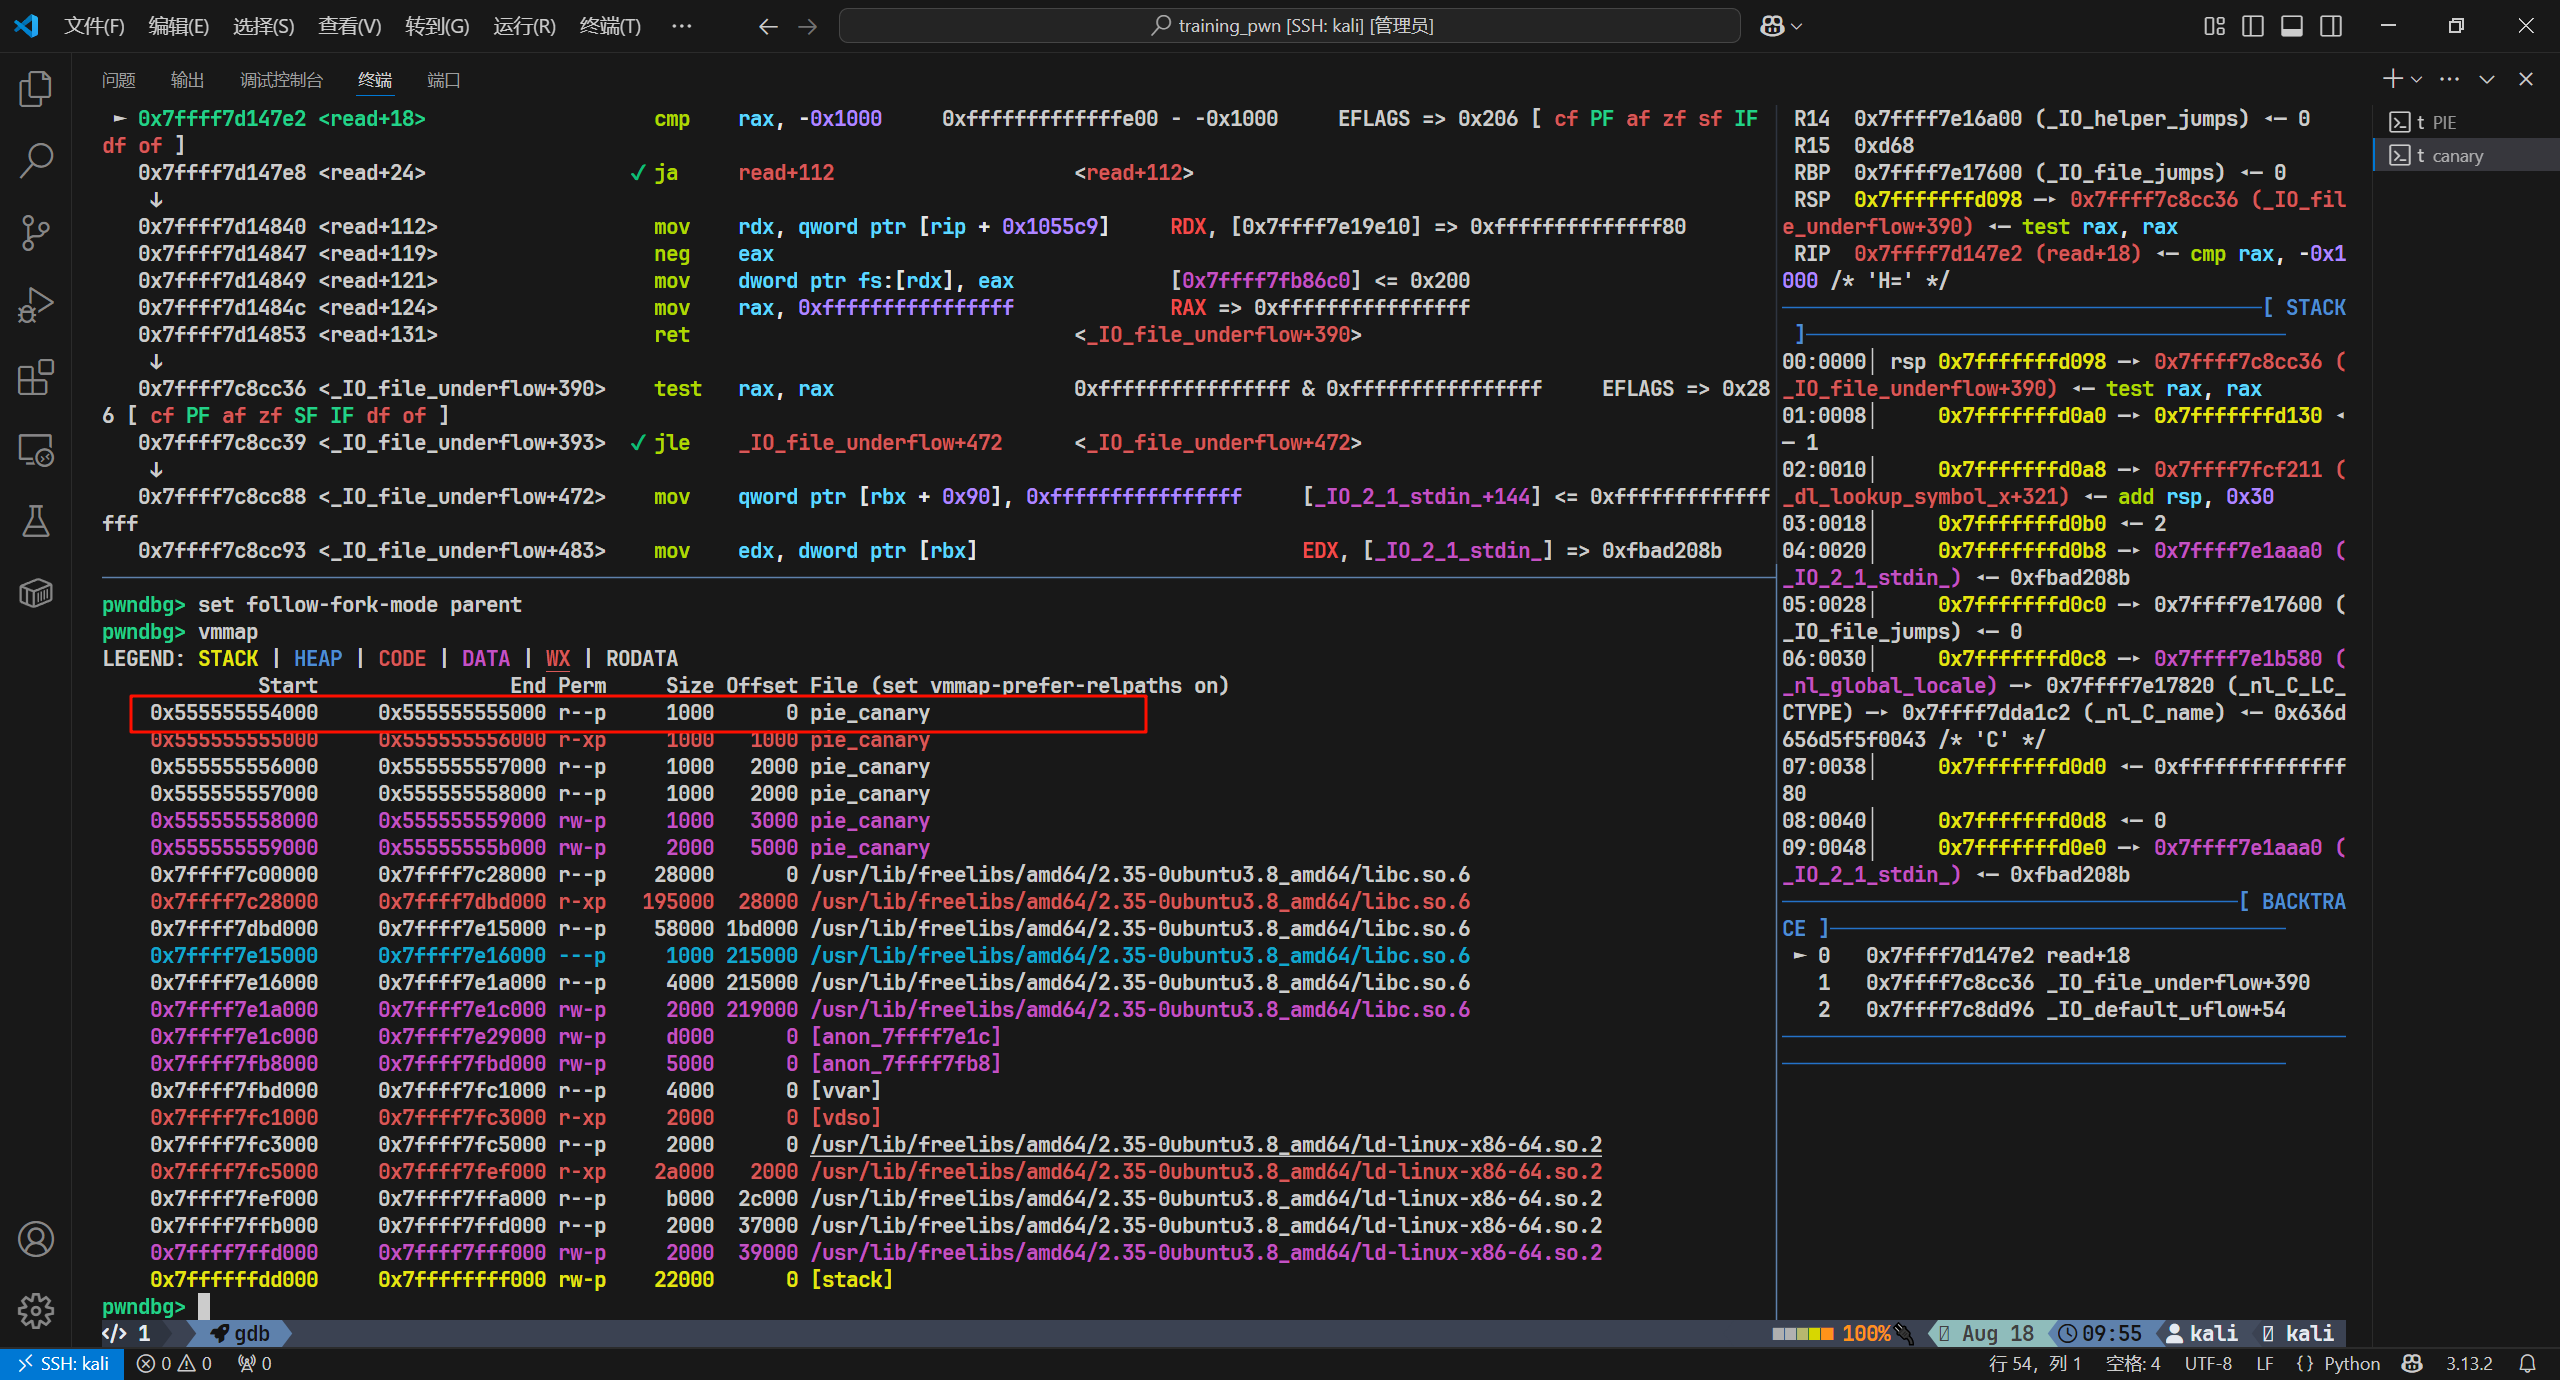 文件(F) 编辑(E) 选择(S) 查看(V) 转到(G) 运行(R) 终端(T) ··· training_pwn [SSH: kali] [管理员]
问题 输出 调试控制台 终端 端口
► 0x7ffff7d147e2 <read+18> cmp rax, -0x1000 0xfffffffffffffe00 - -0x1000 EFLAGS => 0x206 [ cf PF af zf sf IF
df of ]
0x7ffff7d147e8 <read+24> ✓ ja read+112 <read+112>
↓
0x7ffff7d14840 <read+112> mov rdx, qword ptr [rip + 0x1055c9] RDX, [0x7ffff7e19e10] => 0xffffffffffffff80
0x7ffff7d14847 <read+119> neg eax
0x7ffff7d14849 <read+121> mov dword ptr fs:[rdx], eax [0x7ffff7fb86c0] <= 0x200
0x7ffff7d1484c <read+124> mov rax, 0xffffffffffffffff RAX => 0xffffffffffffffff
0x7ffff7d14853 <read+131> ret <_IO_file_underflow+390>
↓
0x7ffff7c8cc36 <_IO_file_underflow+390> test rax, rax 0xffffffffffffffff & 0xffffffffffffffff EFLAGS => 0x28
6 [ cf PF af zf SF IF df of ]
0x7ffff7c8cc39 <_IO_file_underflow+393> ✓ jle _IO_file_underflow+472 <_IO_file_underflow+472>
↓
0x7ffff7c8cc88 <_IO_file_underflow+472> mov qword ptr [rbx + 0x90], 0xffffffffffffffff [_IO_2_1_stdin_+144] <= 0xfffffffffffff
fff
0x7ffff7c8cc93 <_IO_file_underflow+483> mov edx, dword ptr [rbx] EDX, [_IO_2_1_stdin_] => 0xfbad208b
pwndbg> set follow-fork-mode parent
pwndbg> vmmap
LEGEND: STACK | HEAP | CODE | DATA | WX | RODATA
Start End Perm Size Offset File (set vmmap-prefer-relpaths on)
0x555555554000 0x555555555000 r--p 1000 0 pie_canary
0x555555555000 0x555555556000 r-xp 1000 1000 pie_canary
0x555555556000 0x555555557000 r--p 1000 2000 pie_canary
0x555555557000 0x555555558000 r--p 1000 2000 pie_canary
0x555555558000 0x555555559000 rw-p 1000 3000 pie_canary
0x555555559000 0x55555555b000 rw-p 2000 5000 pie_canary
0x7ffff7c00000 0x7ffff7c28000 r--p 28000 0 /usr/lib/freelibs/amd64/2.35-0ubuntu3.8_amd64/libc.so.6
0x7ffff7c28000 0x7ffff7dbd000 r-xp 195000 28000 /usr/lib/freelibs/amd64/2.35-0ubuntu3.8_amd64/libc.so.6
0x7ffff7dbd000 0x7ffff7e15000 r--p 58000 1bd000 /usr/lib/freelibs/amd64/2.35-0ubuntu3.8_amd64/libc.so.6
0x7ffff7e15000 0x7ffff7e16000 ---p 1000 215000 /usr/lib/freelibs/amd64/2.35-0ubuntu3.8_amd64/libc.so.6
0x7ffff7e16000 0x7ffff7e1a000 r--p 4000 215000 /usr/lib/freelibs/amd64/2.35-0ubuntu3.8_amd64/libc.so.6
0x7ffff7e1a000 0x7ffff7e1c000 rw-p 2000 219000 /usr/lib/freelibs/amd64/2.35-0ubuntu3.8_amd64/libc.so.6
0x7ffff7e1c000 0x7ffff7e29000 rw-p d000 0 [anon_7ffff7e1c]
0x7ffff7fb8000 0x7ffff7fbd000 rw-p 5000 0 [anon_7ffff7fb8]
0x7ffff7fbd000 0x7ffff7fc1000 r--p 4000 0 [vvar]
0x7ffff7fc1000 0x7ffff7fc3000 r-xp 2000 0 [vdso]
0x7ffff7fc3000 0x7ffff7fc5000 r--p 2000 0 /usr/lib/freelibs/amd64/2.35-0ubuntu3.8_amd64/ld-linux-x86-64.so.2
0x7ffff7fc5000 0x7ffff7fef000 r-xp 2a000 2000 /usr/lib/freelibs/amd64/2.35-0ubuntu3.8_amd64/ld-linux-x86-64.so.2
0x7ffff7fef000 0x7ffff7ffa000 r--p b000 2c000 /usr/lib/freelibs/amd64/2.35-0ubuntu3.8_amd64/ld-linux-x86-64.so.2
0x7ffff7ffb000 0x7ffff7ffd000 r--p 2000 37000 /usr/lib/freelibs/amd64/2.35-0ubuntu3.8_amd64/ld-linux-x86-64.so.2
0x7ffff7ffd000 0x7ffff7fff000 rw-p 2000 39000 /usr/lib/freelibs/amd64/2.35-0ubuntu3.8_amd64/ld-linux-x86-64.so.2
0x7ffffffdd000 0x7ffffffff000 rw-p 22000 0 [stack]
pwndbg>
R14 0x7ffff7e16a00 (_IO_helper_jumps) ◂— 0
R15 0xd68
RBP 0x7ffff7e17600 (_IO_file_jumps) ◂— 0
RSP 0x7fffffffd098 —▸ 0x7ffff7c8cc36 (_IO_fil
e_underflow+390) ◂— test rax, rax
RIP 0x7ffff7d147e2 (read+18) ◂— cmp rax, -0x1
000 /* 'H=' */
[ STACK
]
00:0000│ rsp 0x7fffffffd098 —▸ 0x7ffff7c8cc36 (
_IO_file_underflow+390) ◂— test rax, rax
01:0008│ 0x7fffffffd0a0 —▸ 0x7fffffffd130 ◂
— 1
02:0010│ 0x7fffffffd0a8 —▸ 0x7ffff7fcf211 (
_dl_lookup_symbol_x+321) ◂— add rsp, 0x30
03:0018│ 0x7fffffffd0b0 ◂— 2
04:0020│ 0x7fffffffd0b8 —▸ 0x7ffff7e1aaa0 (
_IO_2_1_stdin_) ◂— 0xfbad208b
05:0028│ 0x7fffffffd0c0 —▸ 0x7ffff7e17600 (
_IO_file_jumps) ◂— 0
06:0030│ 0x7fffffffd0c8 —▸ 0x7ffff7e1b580 (
_nl_global_locale) —▸ 0x7ffff7e17820 (_nl_C_LC_
CTYPE) —▸ 0x7ffff7dda1c2 (_nl_C_name) ◂— 0x636d
656d5f5f0043 /* 'C' */
07:0038│ 0x7fffffffd0d0 ◂— 0xffffffffffffff
80
08:0040│ 0x7fffffffd0d8 ◂— 0
09:0048│ 0x7fffffffd0e0 —▸ 0x7ffff7e1aaa0 (
_IO_2_1_stdin_) ◂— 0xfbad208b
[ BACKTRA
CE ]
► 0 0x7ffff7d147e2 read+18
1 0x7ffff7c8cc36 _IO_file_underflow+390
2 0x7ffff7c8dd96 _IO_default_uflow+54
t PIE
t canary
</> 1 gdb 100% Aug 18 09:55 kali kali
SSH: kali 0 0 0 行 54，列 1 空格: 4 UTF-8 LF {} Python 3.13.2